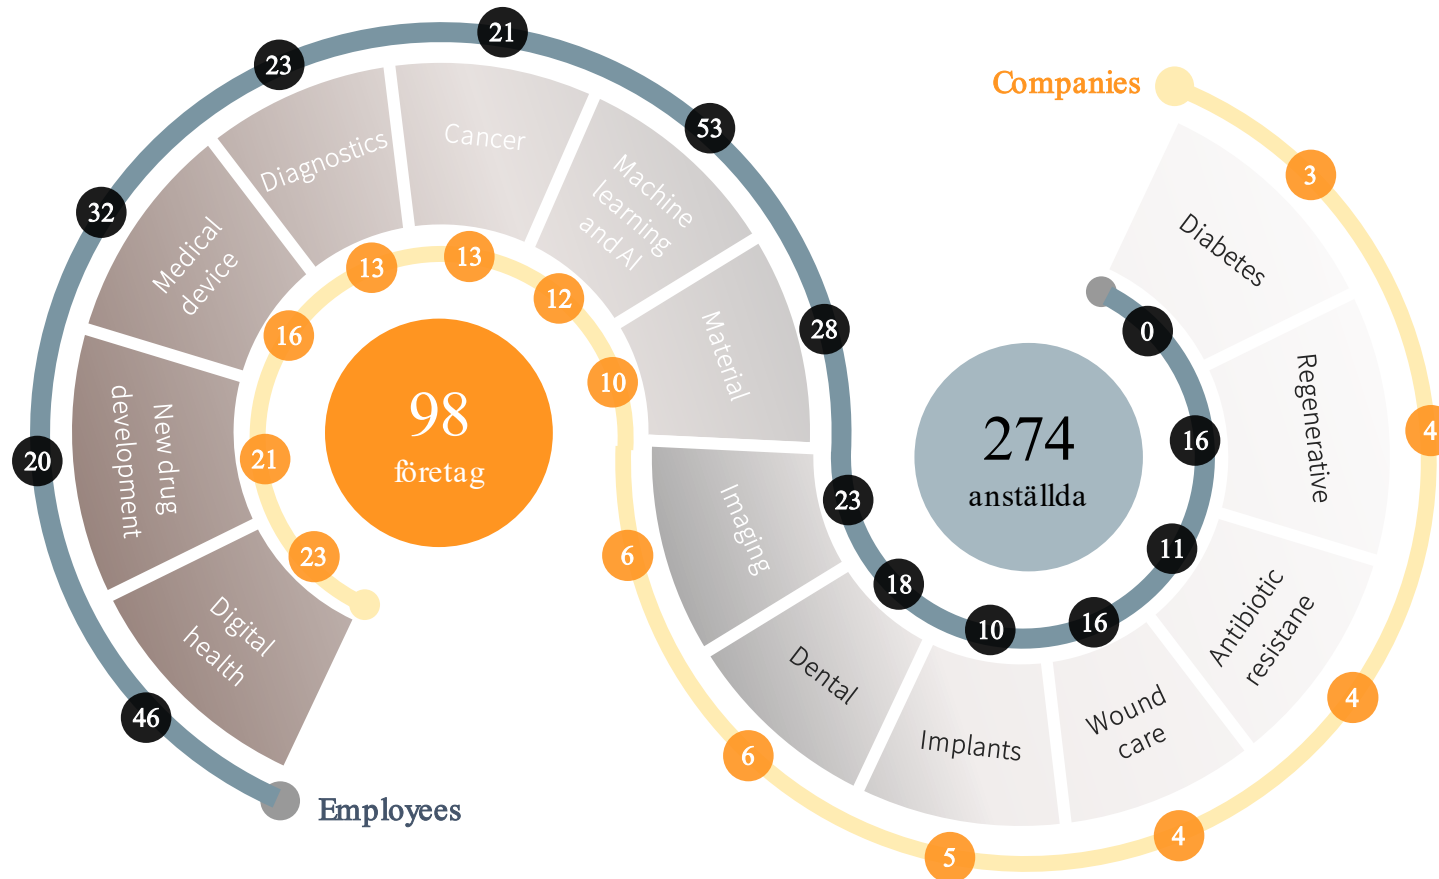 21
23
53
32
Companies
3
Diabetes
Cancer
Diagnostics
Machine
learning
and AI
Medical
device
13
13
12
16
10
Material
28
0
98
företag
274
anställda
16
Regenerative
4
New drug
development
20
21
23
Imaging
23
6
18
10
16
11
Antibiotic
resistane
Digital
health
46
Dental
Implants
Wound
care
4
6
5
4
Employees